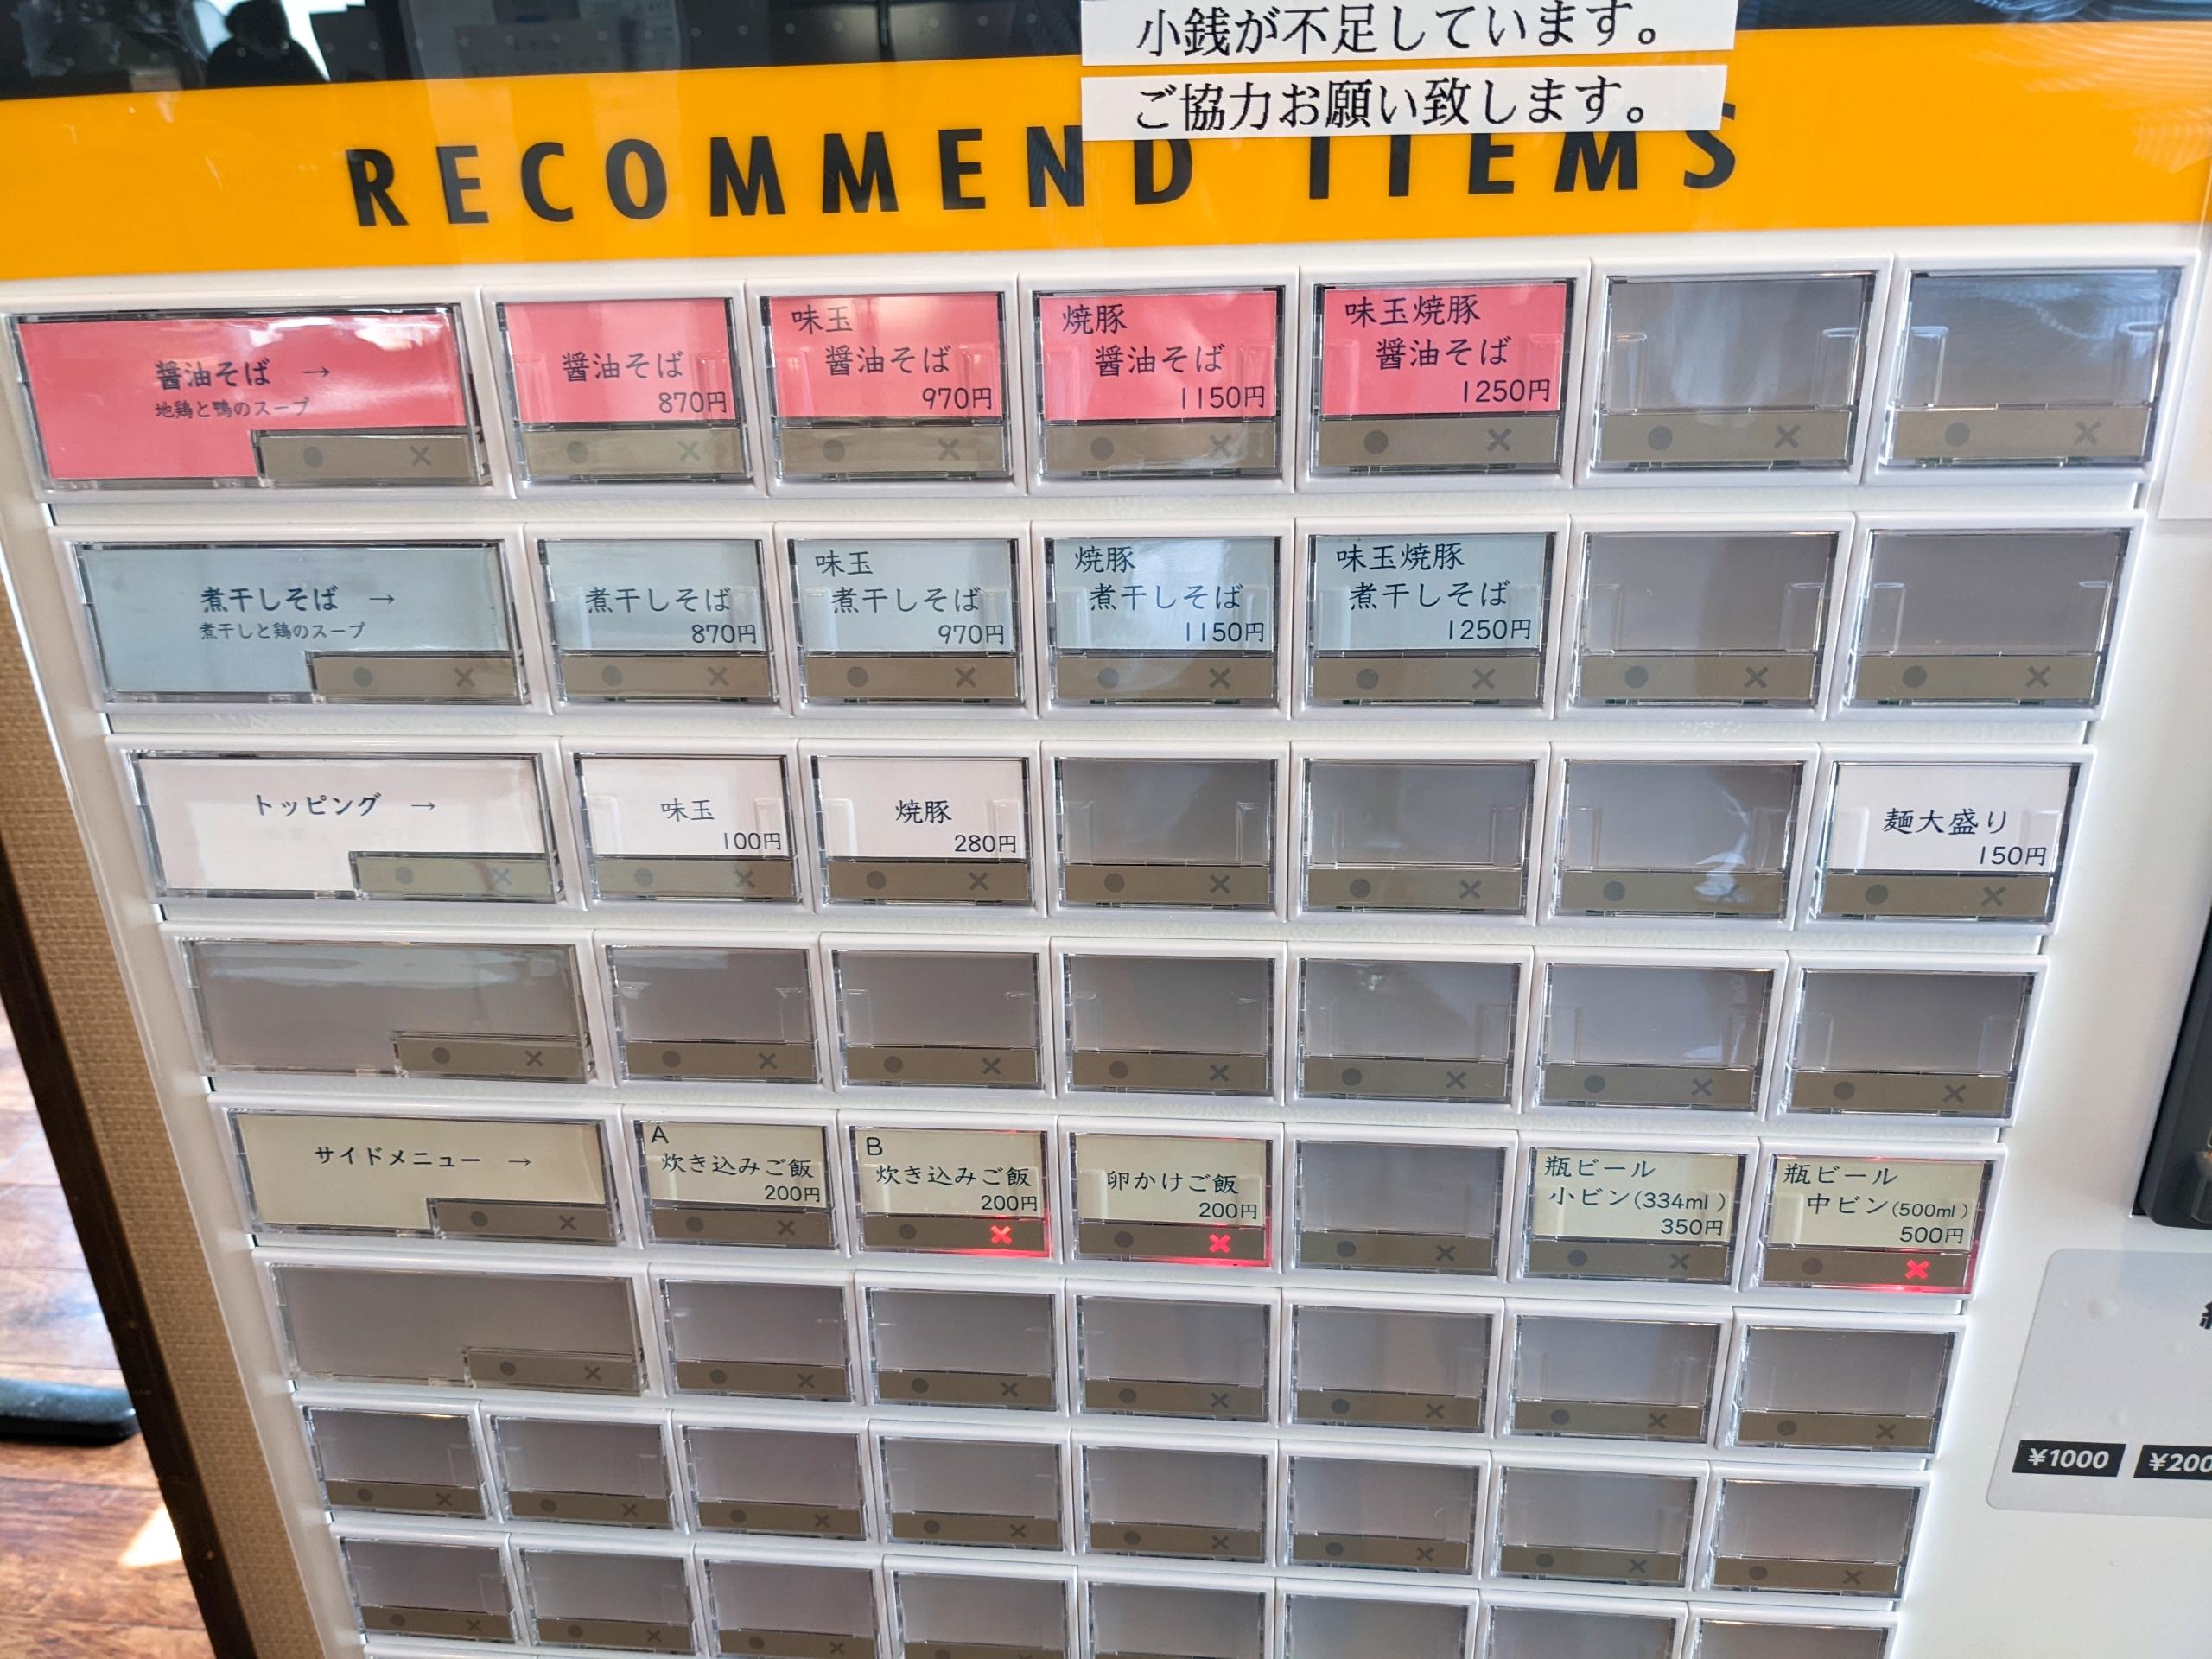 小銭が不足しています。
ご協力お願い致します。
RECOMMEND ITEMS
醤油そば →
地鶏と鴨のスープ
醤油そば
870円
味玉
醤油そば
970円
焼豚
醤油そば
1150円
味玉焼豚
醤油そば
1250円
煮干しそば →
煮干しと鶏のスープ
煮干しそば
870円
味玉
煮干しそば
970円
焼豚
煮干しそば
1150円
味玉焼豚
煮干しそば
1250円
トッピング →
味玉
100円
焼豚
280円
麺大盛り
150円
サイドメニュー →
A
炊き込みご飯
200円
B
炊き込みご飯
200円
卵かけご飯
200円
瓶ビール
小ビン(334ml)
350円
瓶ビール
中ビン(500ml)
500円
¥1000